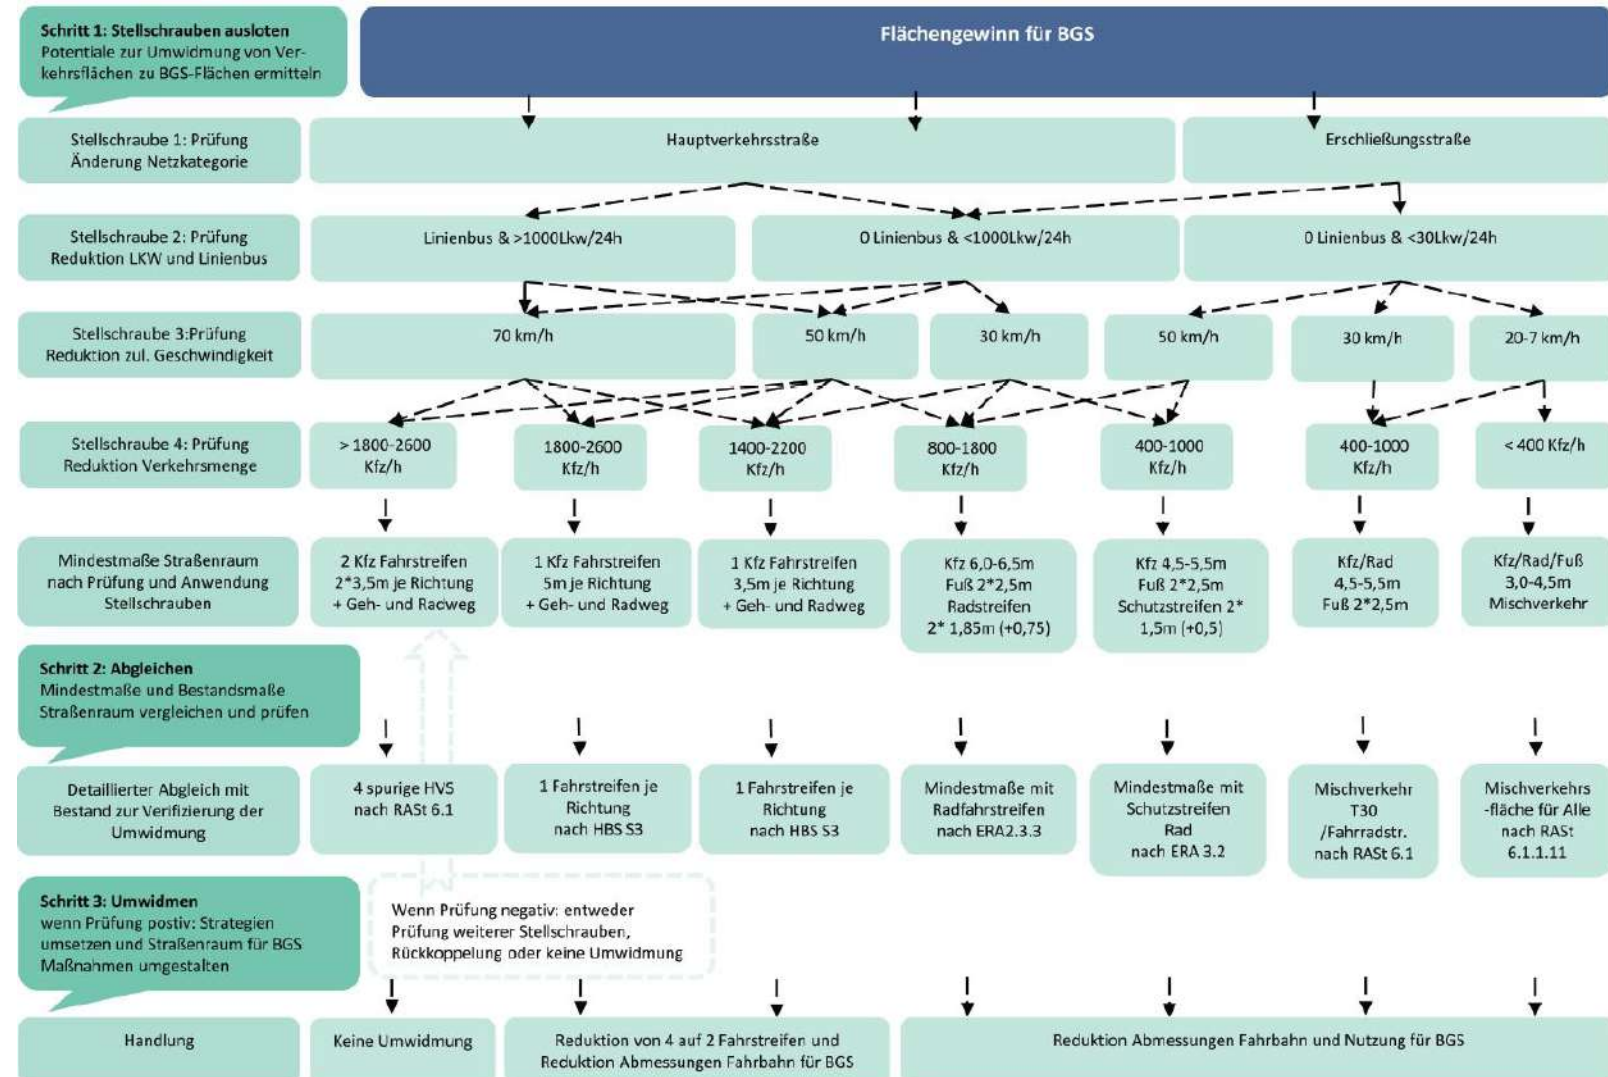 Schritt 1: Stellschrauben ausloten
Potentiale zur Umwidmung von Ver-
kehrsflächen zu BGS-Flächen ermitteln
Flächengewinn für BGS
Stellschraube 1: Prüfung
Änderung Netzkategorie
Hauptverkehrsstraße
Erschließungsstraße
Stellschraube 2: Prüfung
Reduktion LKW und Linienbus
Linienbus & >1000Lkw/24h
0 Linienbus & <1000Lkw/24h
0 Linienbus & <30Lkw/24h
Stellschraube 3:Prüfung
Reduktion zul. Geschwindigkeit
70 km/h
50 km/h
30 km/h
50 km/h
30 km/h
20-7 km/h
Stellschraube 4: Prüfung
Reduktion Verkehrsmenge
> 1800-2600
Kfz/h
1800-2600
Kfz/h
1400-2200
Kfz/h
800-1800
Kfz/h
400-1000
Kfz/h
400-1000
Kfz/h
< 400 Kfz/h
Mindestmaße Straßenraum
nach Prüfung und Anwendung
Stellschrauben
2 Kfz Fahrstreifen
2*3,5m je Richtung
+ Geh- und Radweg
1 Kfz Fahrstreifen
5m je Richtung
+ Geh- und Radweg
1 Kfz Fahrstreifen
3,5m je Richtung
+ Geh- und Radweg
Kfz 6,0-6,5m
Fuß 2*2,5m
Radstreifen
2* 1,85m (+0,75)
Kfz 4,5-5,5m
Fuß 2*2,5m
Schutzstreifen 2*
1,5m (+0,5)
Kfz/Rad
4,5-5,5m
Fuß 2*2,5m
Kfz/Rad/Fuß
3,0-4,5m
Mischverkehr
Schritt 2: Abgleichen
Mindestmaße und Bestandsmaße
Straßenraum vergleichen und prüfen
Detaillierter Abgleich mit
Bestand zur Verifizierung der
Umwidmung
4 spurige HVS
nach RASt 6.1
1 Fahrstreifen je
Richtung
nach HBS S3
1 Fahrstreifen je
Richtung
nach HBS S3
Mindestmaße mit
Radfahrstreifen
nach ERA2.3.3
Mindestmaße mit
Schutzstreifen
Rad
nach ERA 3.2
Mischverkehr
T30
/Fahrradstr.
nach RASt 6.1
Mischverkehrs
-fläche für Alle
nach RASt
6.1.1.11
Schritt 3: Umwidmen
wenn Prüfung postiv: Strategien
umsetzen und Straßenraum für BGS
Maßnahmen umgestalten
Wenn Prüfung negativ: entweder
Prüfung weiterer Stellschrauben,
Rückkoppelung oder keine Umwidmung
Handlung
Keine Umwidmung
Reduktion von 4 auf 2 Fahrstreifen und
Reduktion Abmessungen Fahrbahn für BGS
Reduktion Abmessungen Fahrbahn und Nutzung für BGS